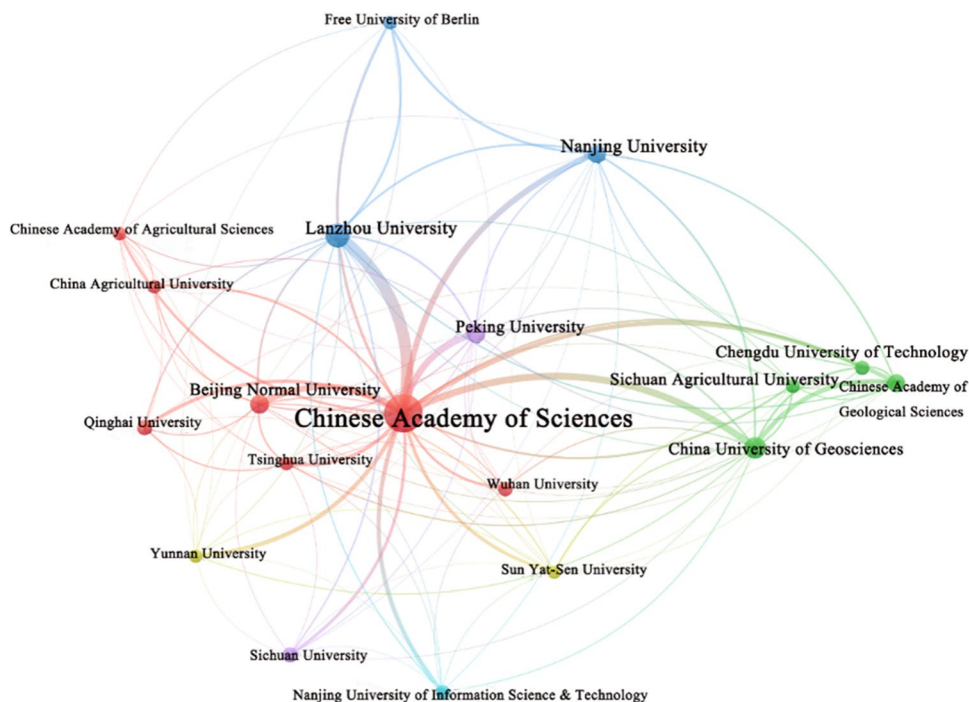 Free University of Berlin
Nanjing University
Lanzhou University
Chinese Academy of Agricultural Sciences
China Agricultural University
Peking University
Chengdu University of Technology
Sichuan Agricultural University
Chinese Academy of
Geological Sciences
Beijing Normal University
Chinese Academy of Sciences
Qinghai University
China University of Geosciences
Tsinghua University
Wuhan University
Yunnan University
Sun Yat-Sen University
Sichuan University
Nanjing University of Information Science & Technology